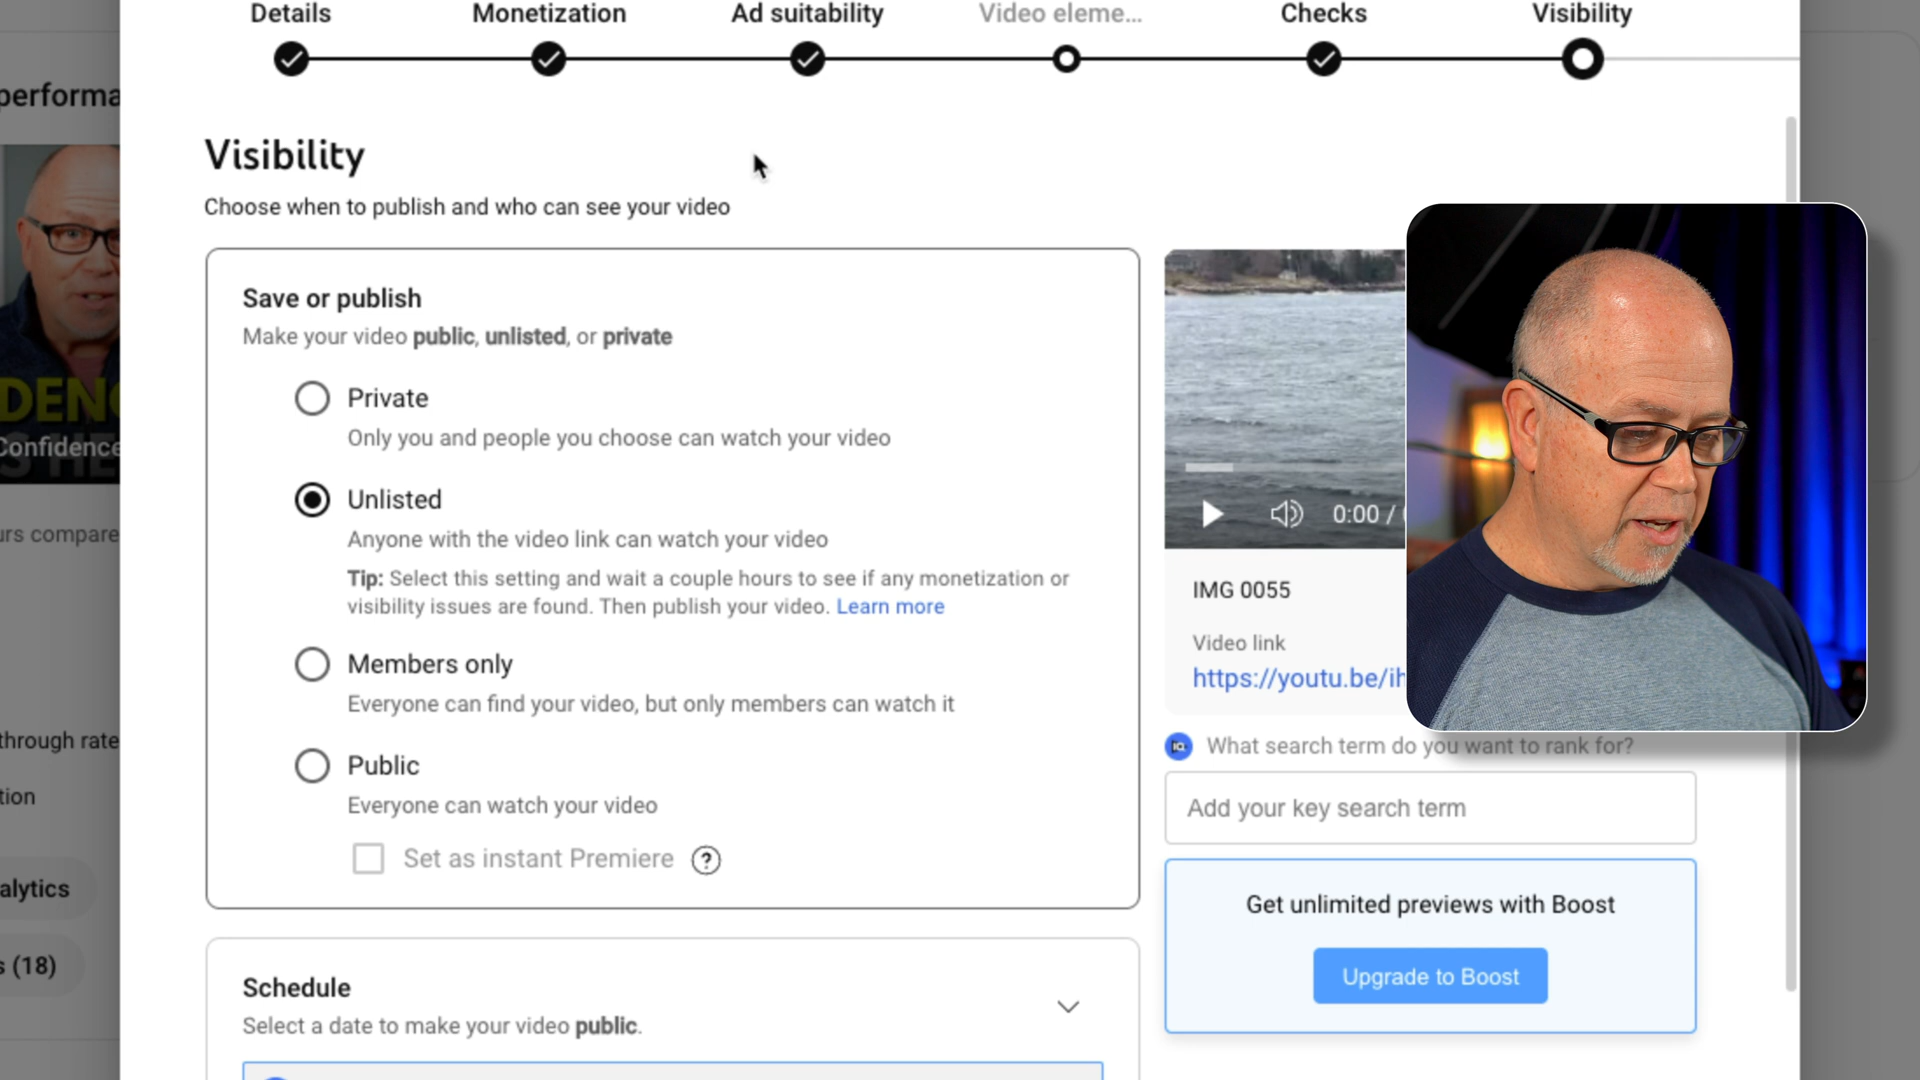 Details
Monetization
Ad suitability
Video eleme...
Checks
Visibility
performa
Visibility
Choose when to publish and who can see your video
Save or publish
Make your video public, unlisted, or private
Private
Only you and people you choose can watch your video
Unlisted
Anyone with the video link can watch your video
Tip: Select this setting and wait a couple hours to see if any monetization or
visibility issues are found. Then publish your video. Learn more
Members only
Everyone can find your video, but only members can watch it
Public
Everyone can watch your video
Set as instant Premiere ?
Schedule
Select a date to make your video public.
0:00 /
IMG 0055
Video link
https://youtu.be/ih
What search term do you want to rank for?
Add your key search term
Get unlimited previews with Boost
Upgrade to Boost
DENC
Confidence
urs compare
through rate
tion
alytics
s (18)